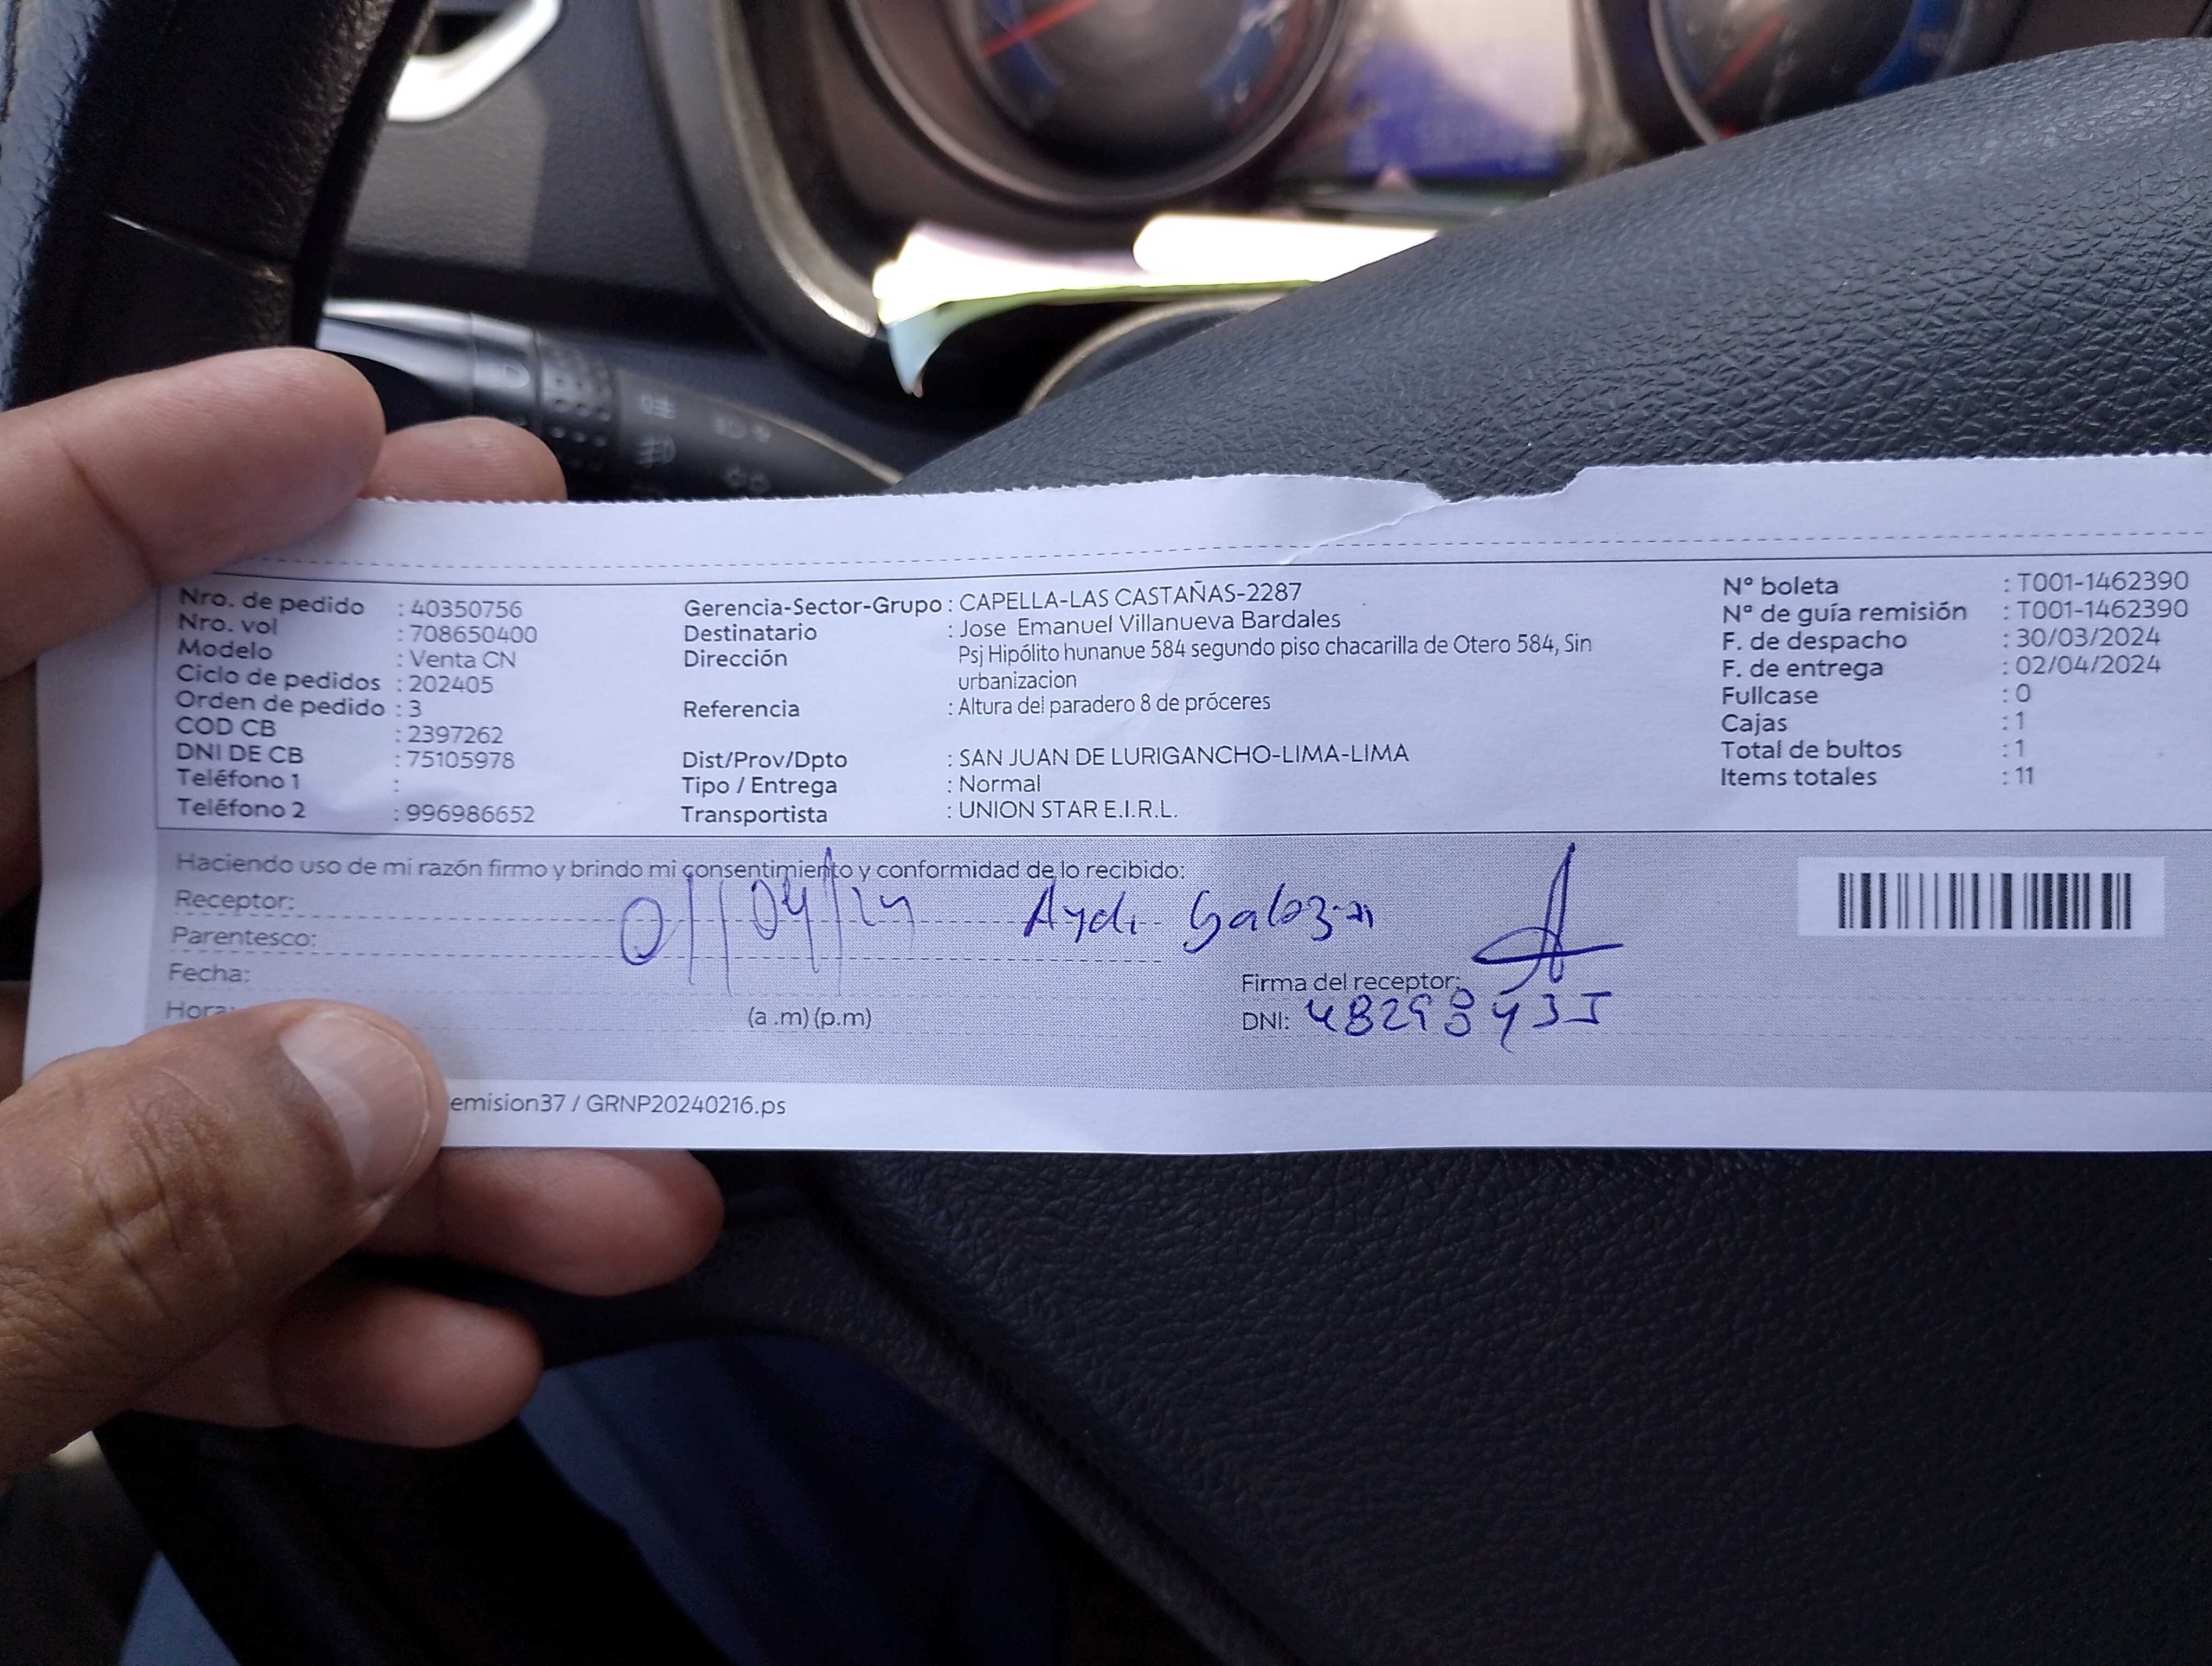 Nro. de pedido : 40350756
Nro. vol : 708650400
Modelo : Venta CN
Ciclo de pedidos : 202405
Orden de pedido : 3
COD CB : 2397262
DNI DE CB : 75105978
Teléfono 1 :
Teléfono 2 : 996986652
Gerencia-Sector-Grupo : CAPELLA-LAS CASTAÑAS-2287
Destinatario : Jose Emanuel Villanueva Bardales
Dirección Psj Hipólito hunanue 584 segundo piso chacarilla de Otero 584, Sin
urbanizacion
Referencia : Altura del paradero 8 de próceres
Dist/Prov/Dpto : SAN JUAN DE LURIGANCHO-LIMA-LIMA
Tipo / Entrega : Normal
Transportista : UNION STAR E.I.R.L.
N° boleta : T001-1462390
N° de guía remisión : T001-1462390
F. de despacho : 30/03/2024
F. de entrega : 02/04/2024
Fullcase : 0
Cajas : 1
Total de bultos : 1
Items totales : 11
Haciendo uso de mi razón firmo y brindo mi consentimiento y conformidad de lo recibido:
Receptor: 01/04/24
Parentesco:
Fecha:
Hora: (a .m) (p.m)
Firma del receptor:
DNI:
emision37 / GRNP20240216.ps